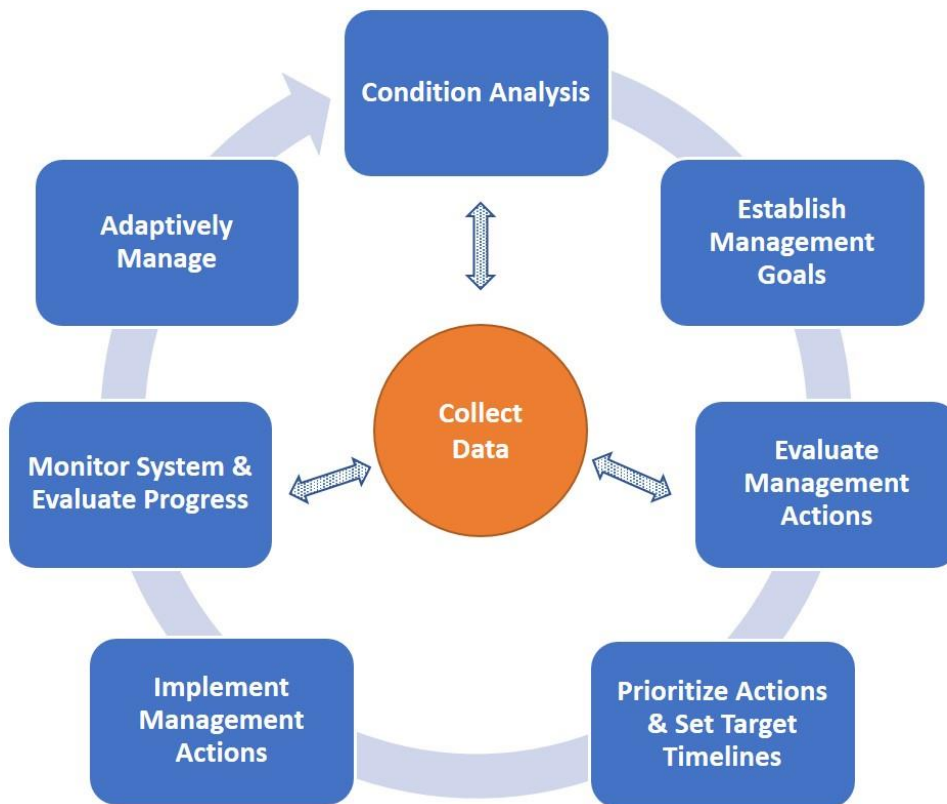 Condition Analysis
Establish
Management
Goals
Evaluate
Management
Actions
Prioritize Actions
& Set Target
Timelines
Implement
Management
Actions
Monitor System &
Evaluate Progress
Adaptively
Manage
Collect
Data